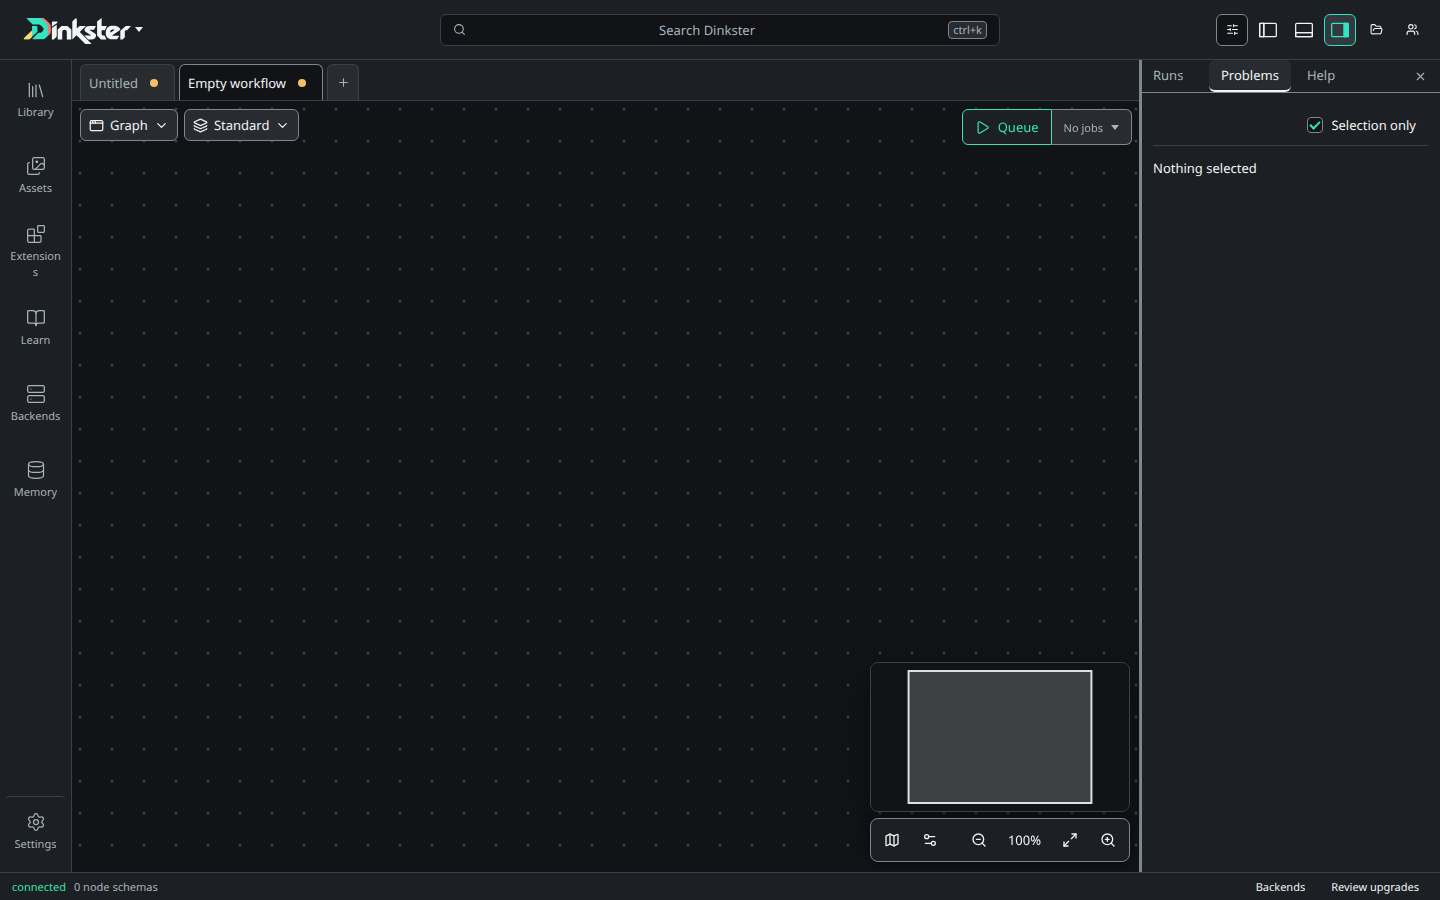 Dinkster
Search Dinkster
ctrl+k
Library
Assets
Extension
s
Learn
Backends
Memory
Settings
Untitled
Empty workflow
Graph
Standard
Queue
No jobs
100%
Runs
Problems
Help
Selection only
Nothing selected
connected
0 node schemas
Backends
Review upgrades